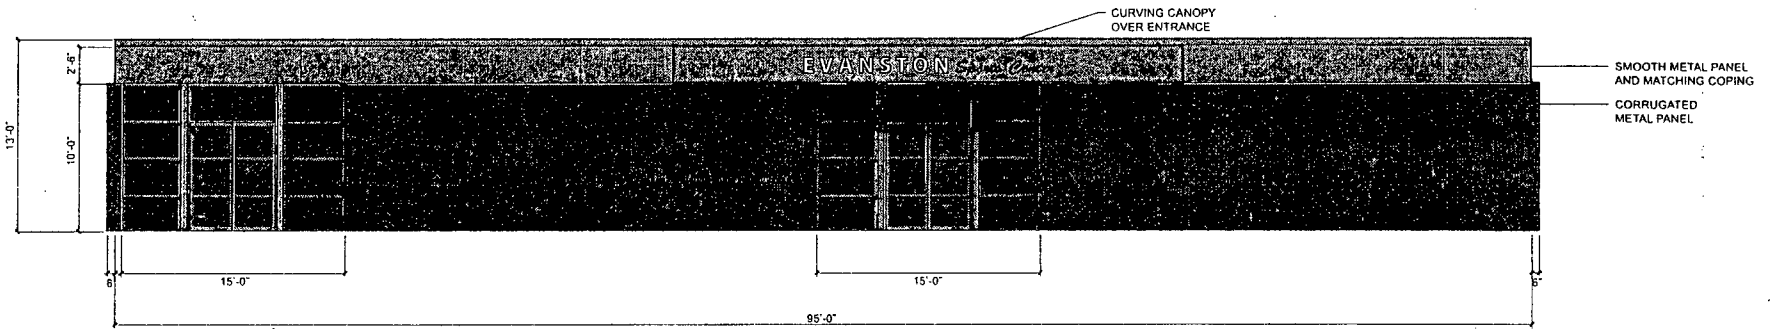 CURVING CANOPY
OVER ENTRANCE
2'-6"
EVANSTON
SMOOTH METAL PANEL
AND MATCHING COPING
CORRUGATED
METAL PANEL
13'-0"
10'-0"
6"
15'-0"
15'-0"
6"
95'-0"